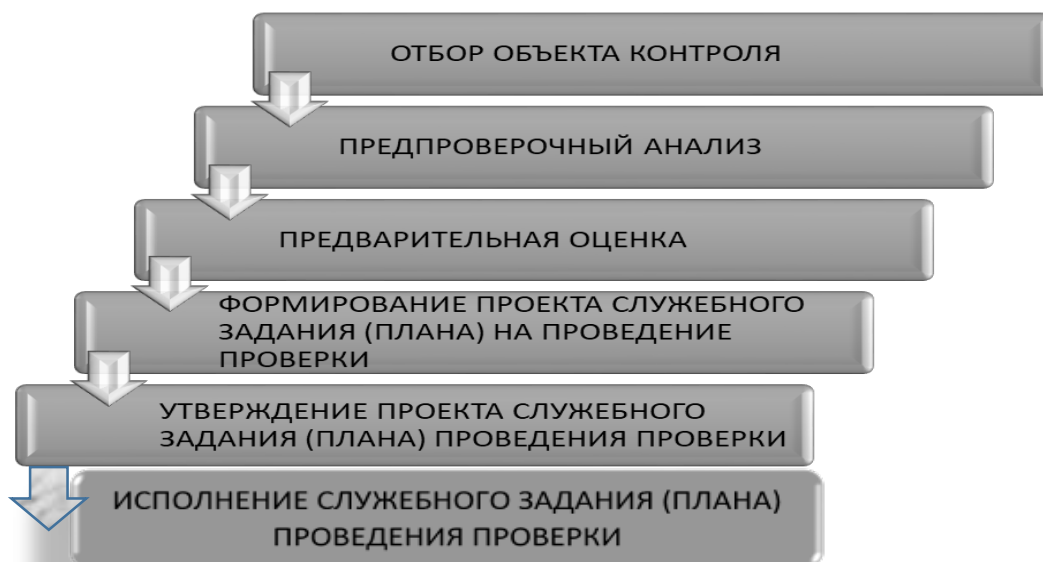 ОТБОР ОБЪЕКТА КОНТРОЛЯ
ПРЕДПРОВЕРОЧНЫЙ АНАЛИЗ
ПРЕДВАРИТЕЛЬНАЯ ОЦЕНКА
ФОРМИРОВАНИЕ ПРОЕКТА СЛУЖЕБНОГО
ЗАДАНИЯ (ПЛАНА) НА ПРОВЕДЕНИЕ
ПРОВЕРКИ
УТВЕРЖДЕНИЕ ПРОЕКТА СЛУЖЕБНОГО
ЗАДАНИЯ (ПЛАНА) ПРОВЕДЕНИЯ ПРОВЕРКИ
ИСПОЛНЕНИЕ СЛУЖЕБНОГО ЗАДАНИЯ (ПЛАНА)
ПРОВЕДЕНИЯ ПРОВЕРКИ